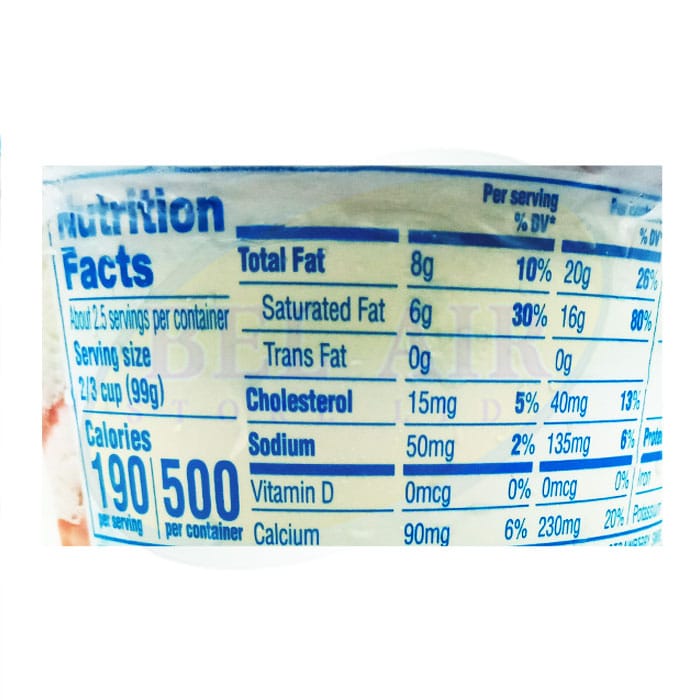 Nutrition
Facts
About 2.5 servings per container
Serving size
2/3 cup (99g)
Calories
190 500
per serving per container
Per serving
% DV* % DV*
Total Fat 8g 10% 20g 26%
Saturated Fat 6g 30% 16g 80%
Trans Fat 0g 0g
Cholesterol 15mg 5% 40mg 13%
Sodium 50mg 2% 135mg 6%
Vitamin D 0mcg 0% 0mcg 0% Iron
Calcium 90mg 6% 230mg 20%
BEL AIR